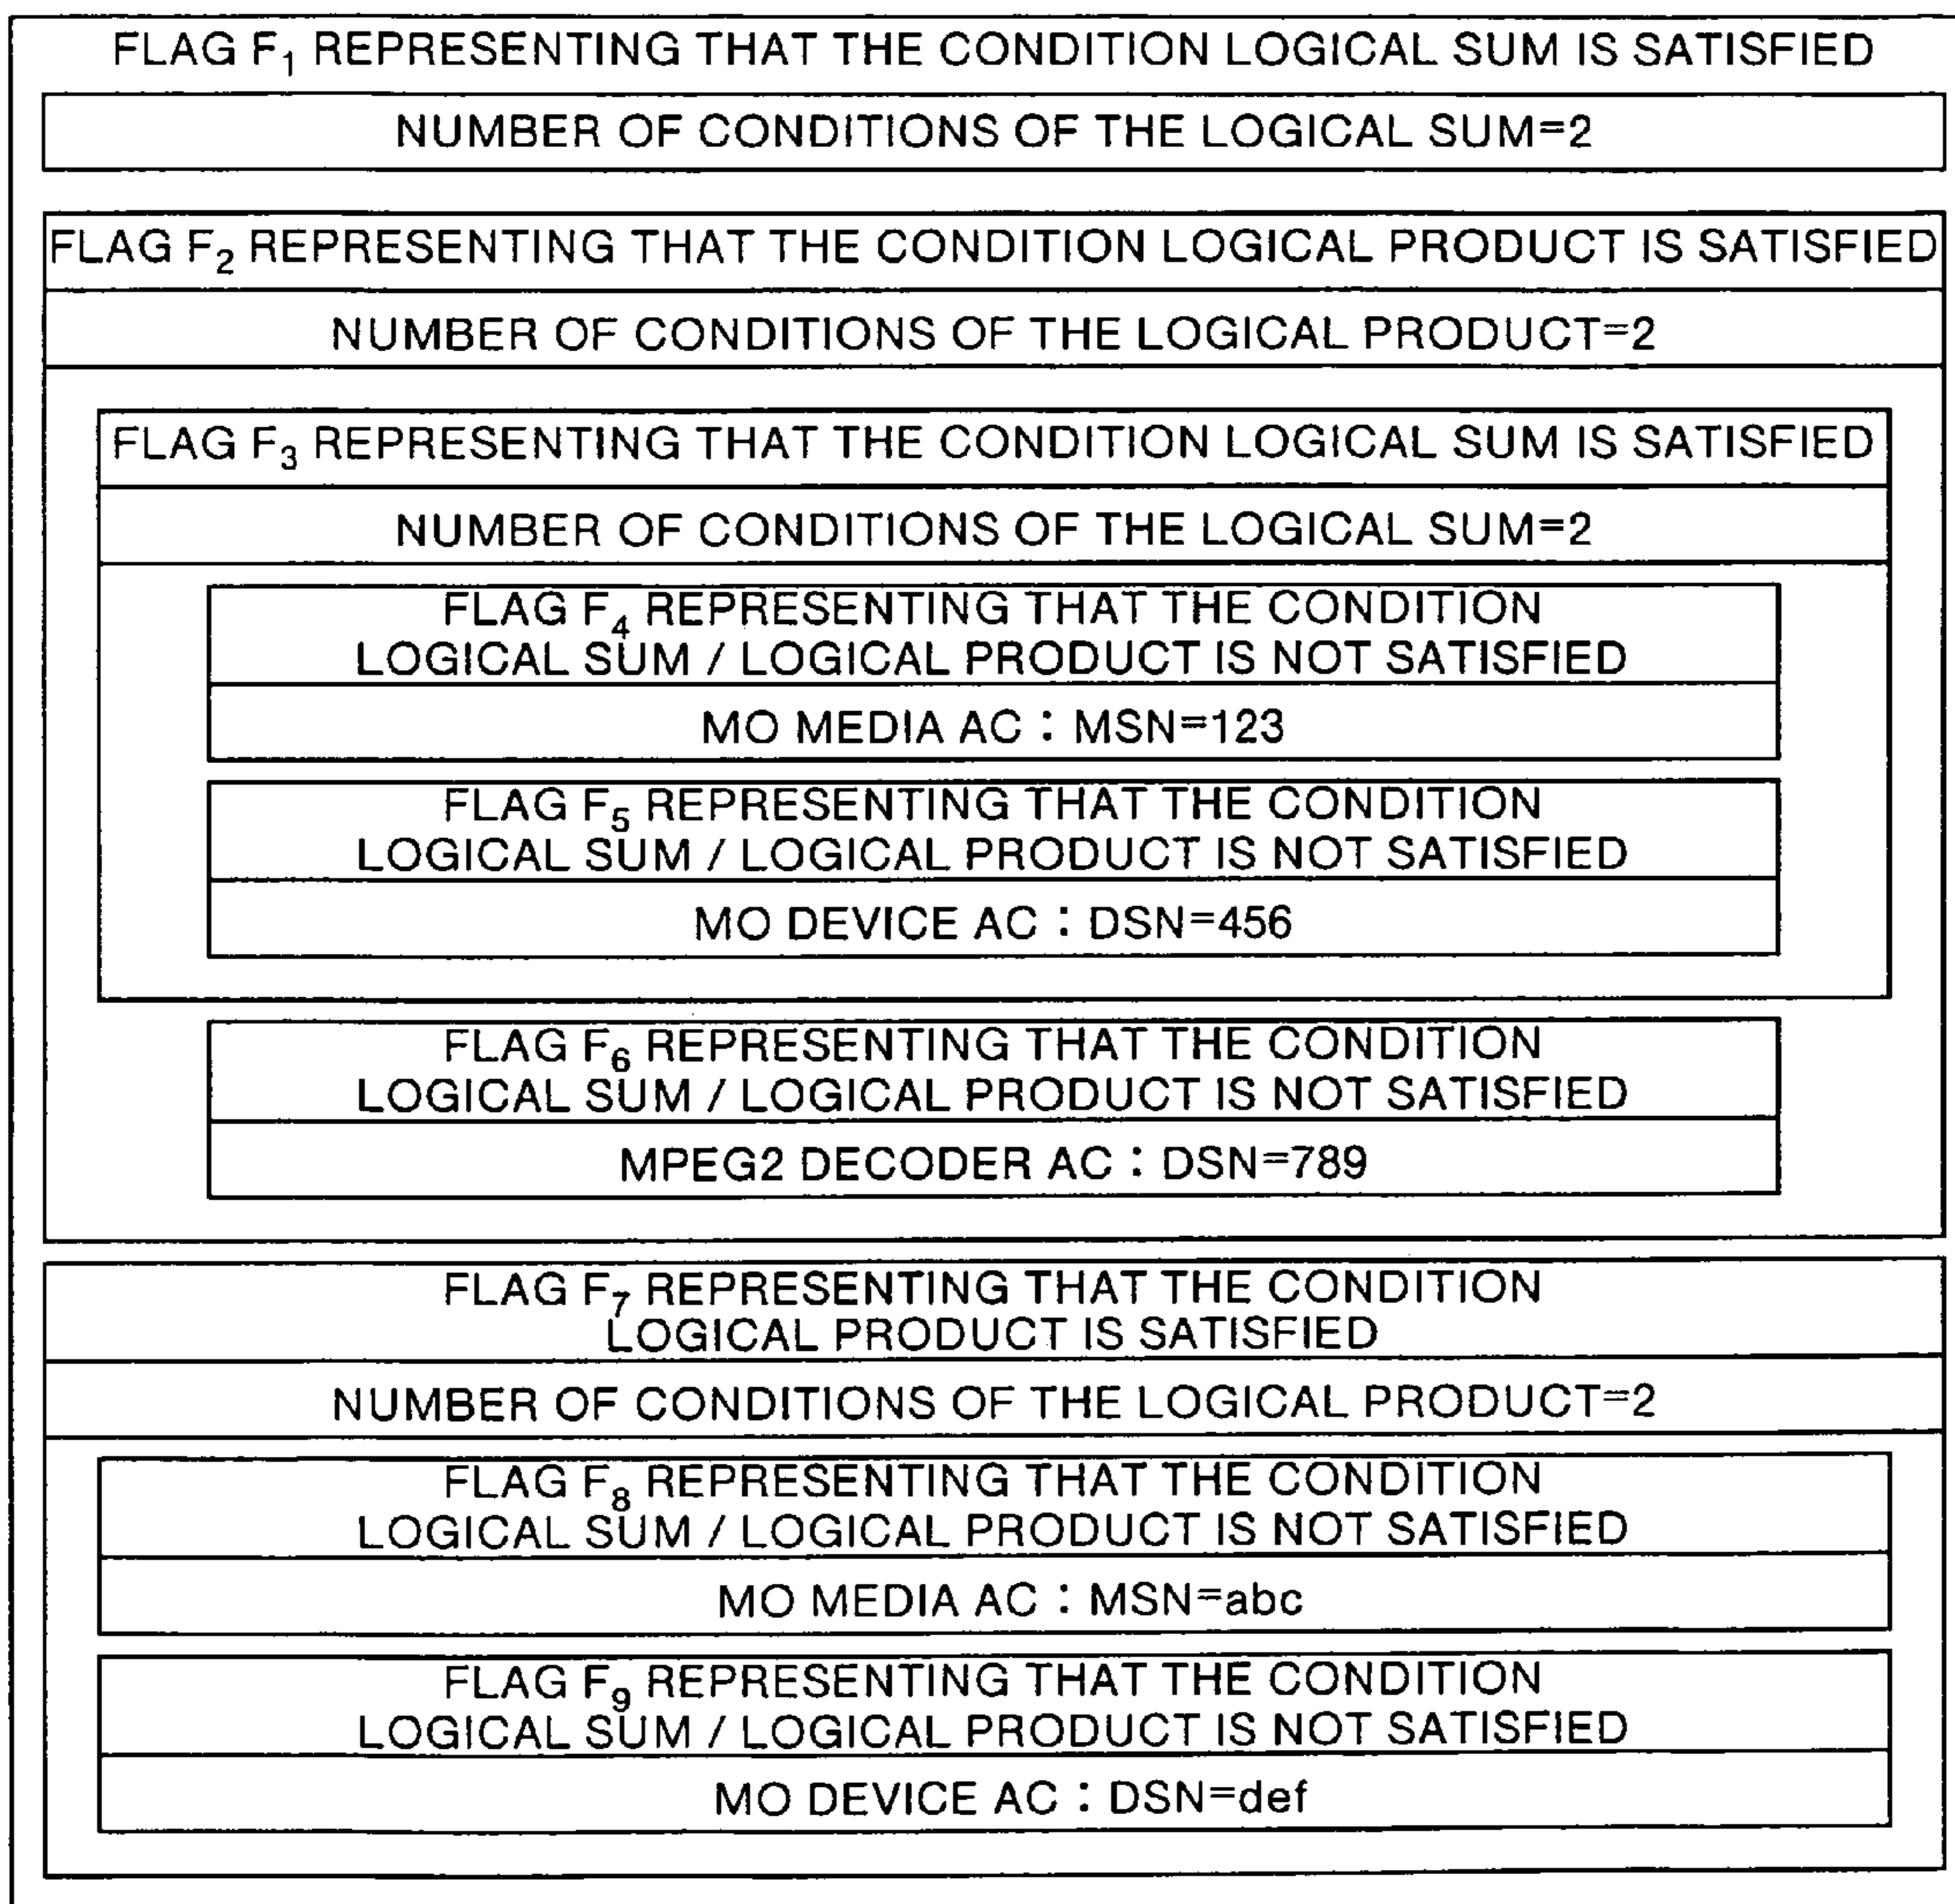 FLAG F₁ REPRESENTING THAT THE CONDITION LOGICAL SUM IS SATISFIED
NUMBER OF CONDITIONS OF THE LOGICAL SUM=2
FLAG F₂ REPRESENTING THAT THE CONDITION LOGICAL PRODUCT IS SATISFIED
NUMBER OF CONDITIONS OF THE LOGICAL PRODUCT=2
FLAG F₃ REPRESENTING THAT THE CONDITION LOGICAL SUM IS SATISFIED
NUMBER OF CONDITIONS OF THE LOGICAL SUM=2
FLAG F₄ REPRESENTING THAT THE CONDITION
LOGICAL SUM / LOGICAL PRODUCT IS NOT SATISFIED
MO MEDIA AC : MSN=123
FLAG F₅ REPRESENTING THAT THE CONDITION
LOGICAL SUM / LOGICAL PRODUCT IS NOT SATISFIED
MO DEVICE AC : DSN=456
FLAG F₆ REPRESENTING THAT THE CONDITION
LOGICAL SUM / LOGICAL PRODUCT IS NOT SATISFIED
MPEG2 DECODER AC : DSN=789
FLAG F₇ REPRESENTING THAT THE CONDITION
LOGICAL PRODUCT IS SATISFIED
NUMBER OF CONDITIONS OF THE LOGICAL PRODUCT=2
FLAG F₈ REPRESENTING THAT THE CONDITION
LOGICAL SUM / LOGICAL PRODUCT IS NOT SATISFIED
MO MEDIA AC : MSN=abc
FLAG F₉ REPRESENTING THAT THE CONDITION
LOGICAL SUM / LOGICAL PRODUCT IS NOT SATISFIED
MO DEVICE AC : DSN=def